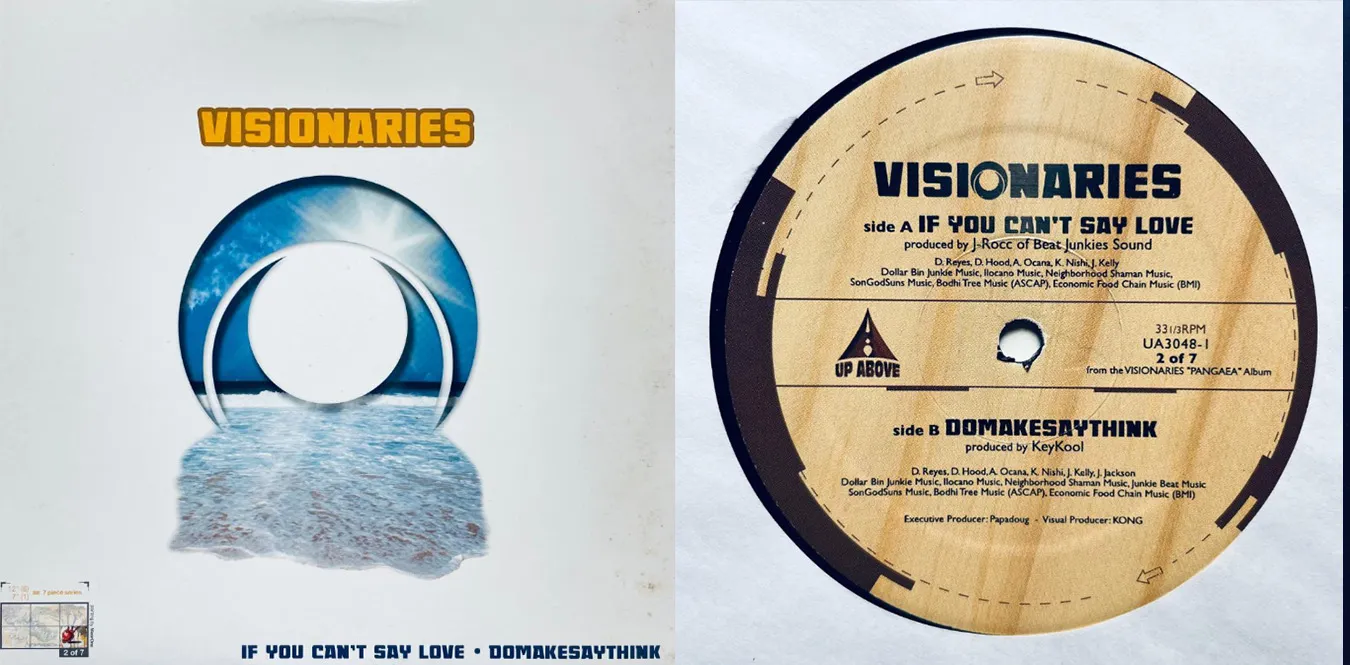 VISIONARIES
7 piece series.
2 of 7
IF YOU CAN'T SAY LOVE • DOMAKESAYTHINK
VISIONARIES
side A IF YOU CAN'T SAY LOVE
produced by J-Rocc of Beat Junkies Sound
D. Reyes, D. Hood, A. Ocana, K. Nishi, J. Kelly
Dollar Bin Junkie Music, Ilocano Music, Neighborhood Shaman Music,
SonGodSuns Music, Bodhi Tree Music (ASCAP), Economic Food Chain Music (BMI)
UP ABOVE
33 1/3 RPM
UA3048-1
2 of 7
from the VISIONARIES "PANGAEA" Album
side B DOMAKESAYTHINK
produced by KeyKool
D. Reyes, D. Hood, A. Ocana, K. Nishi, J. Kelly, J. Jackson
Dollar Bin Junkie Music, Ilocano Music, Neighborhood Shaman Music, Junkie Beat Music
SonGodSuns Music, Bodhi Tree Music (ASCAP), Economic Food Chain Music (BMI)
Executive Producer: Papadoug - Visual Producer: KONG